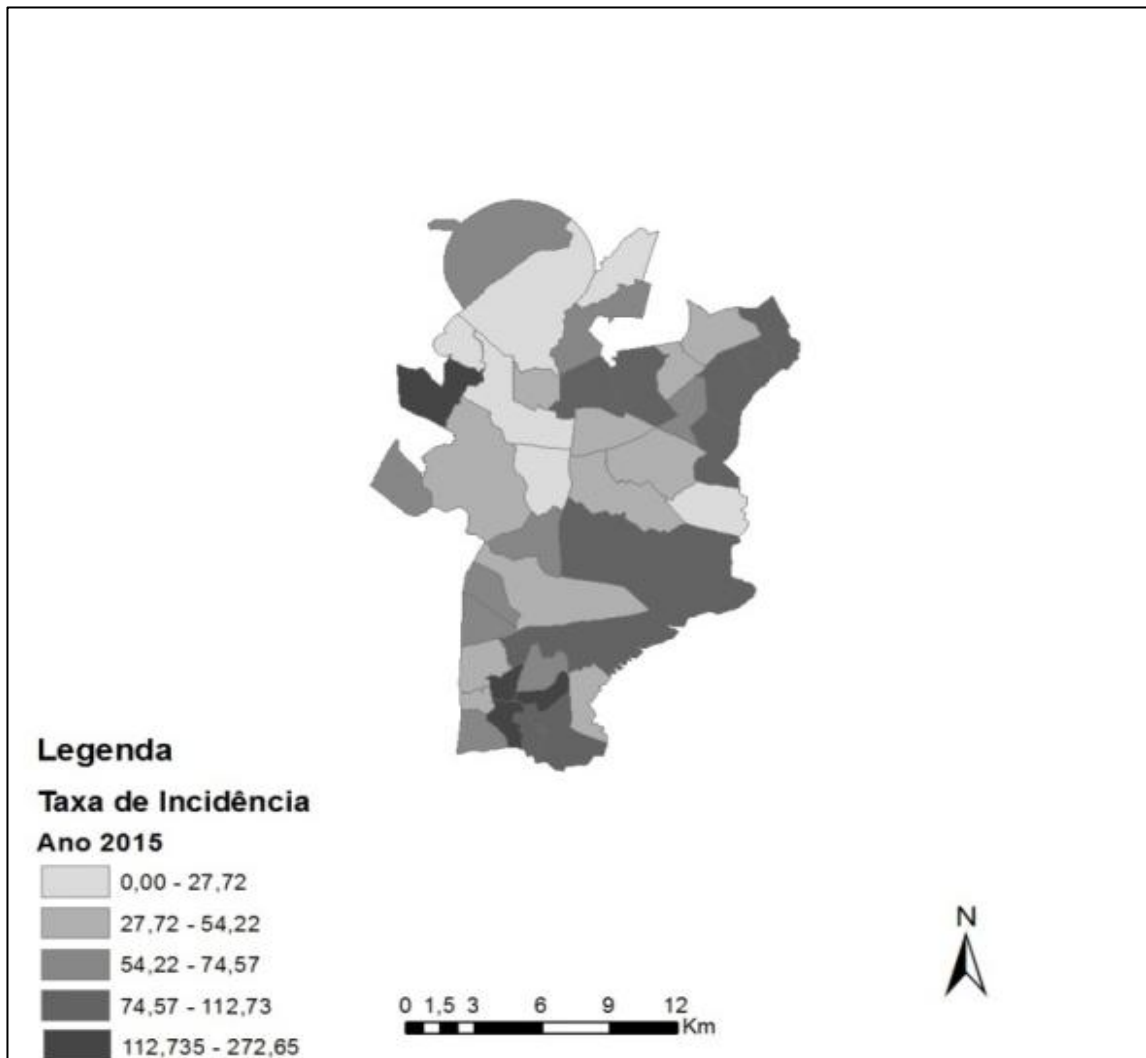 Legenda
Taxa de Incidência
Ano 2015
0,00 - 27,72
27,72 - 54,22
54,22 - 74,57
74,57 - 112,73
112,735 - 272,65
0 1,5 3 6 9 12
Km
N